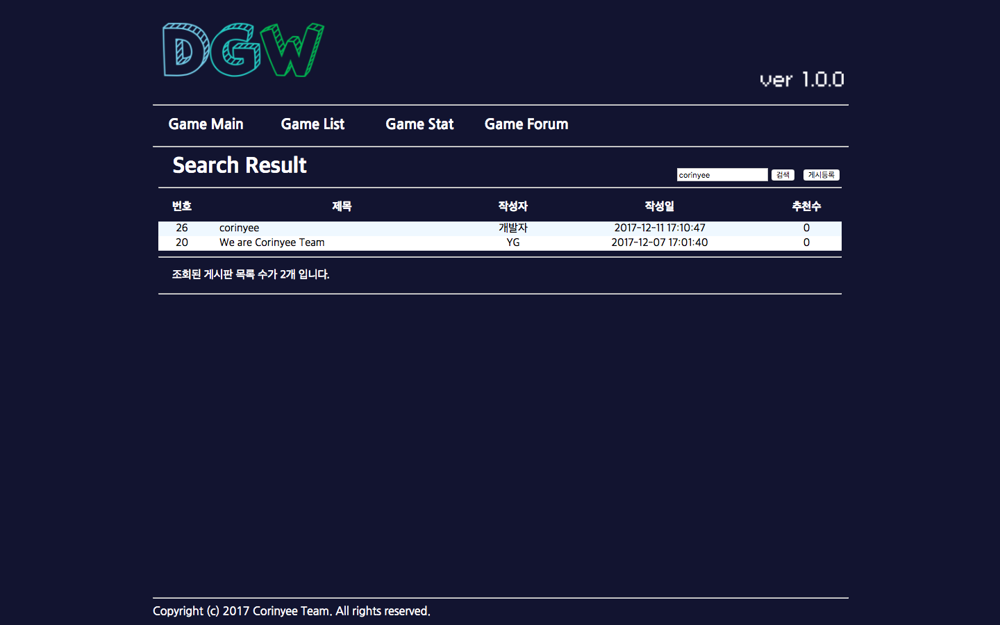 DGW
ver 1.0.0
Game Main Game List Game Stat Game Forum
Search Result
corinyee 검색 게시등록
번호 제목 작성자 작성일 추천수
26 corinyee 개발자 2017-12-11 17:10:47 0
20 We are Corinyee Team YG 2017-12-07 17:01:40 0
조회된 게시판 목록 수가 2개 입니다.
Copyright (c) 2017 Corinyee Team. All rights reserved.